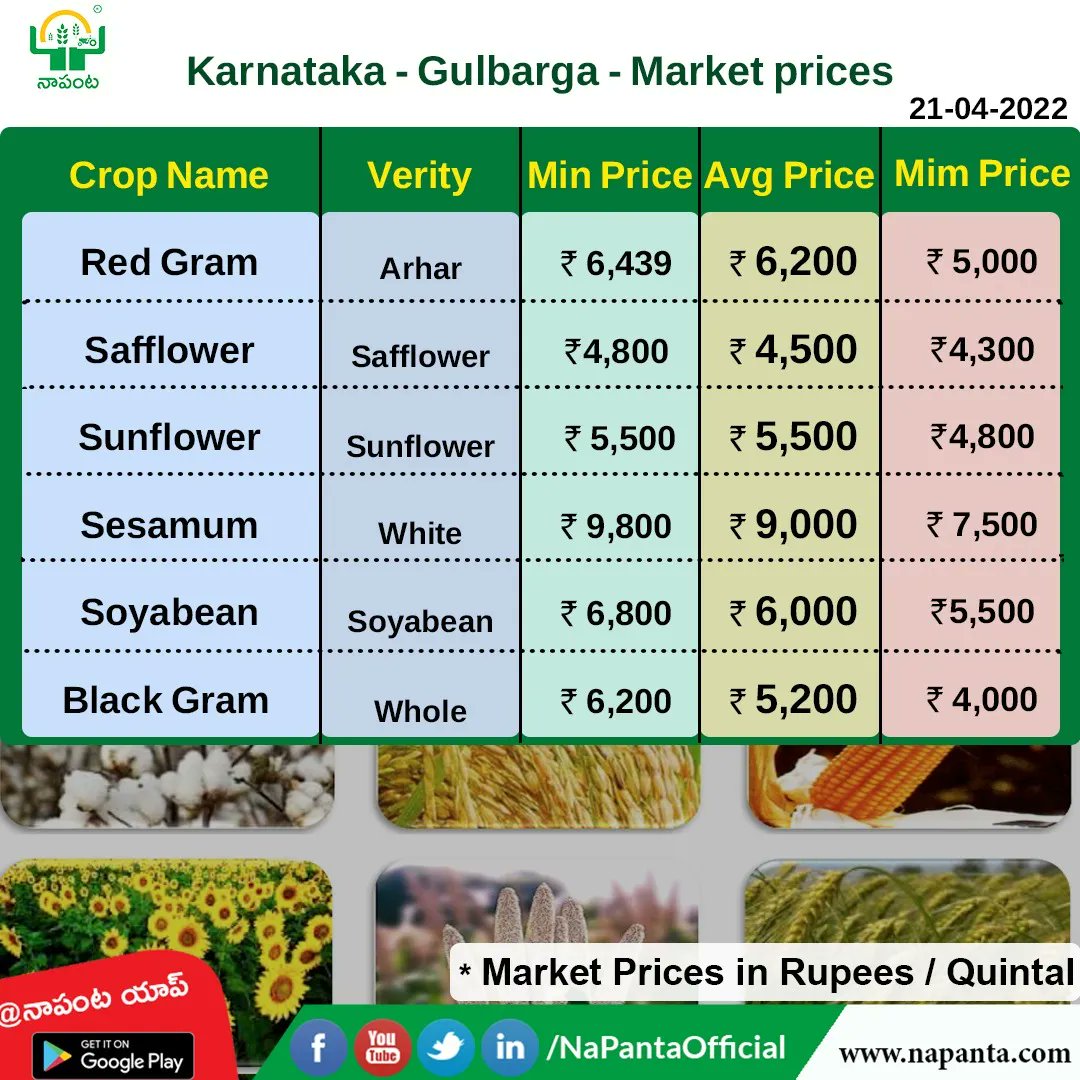 నాపంట
Karnataka - Gulbarga - Market prices
21-04-2022
Crop Name Verity Min Price Avg Price Mim Price
Red Gram Arhar ₹ 6,439 ₹ 6,200 ₹ 5,000
Safflower Safflower ₹4,800 ₹ 4,500 ₹4,300
Sunflower Sunflower ₹ 5,500 ₹ 5,500 ₹4,800
Sesamum White ₹ 9,800 ₹ 9,000 ₹ 7,500
Soyabean Soyabean ₹ 6,800 ₹ 6,000 ₹5,500
Black Gram Whole ₹ 6,200 ₹ 5,200 ₹ 4,000
* Market Prices in Rupees / Quintal
@నాపంట యాప్
GET IT ON
Google Play
f You Tube in /NaPantaOfficial
www.napanta.com